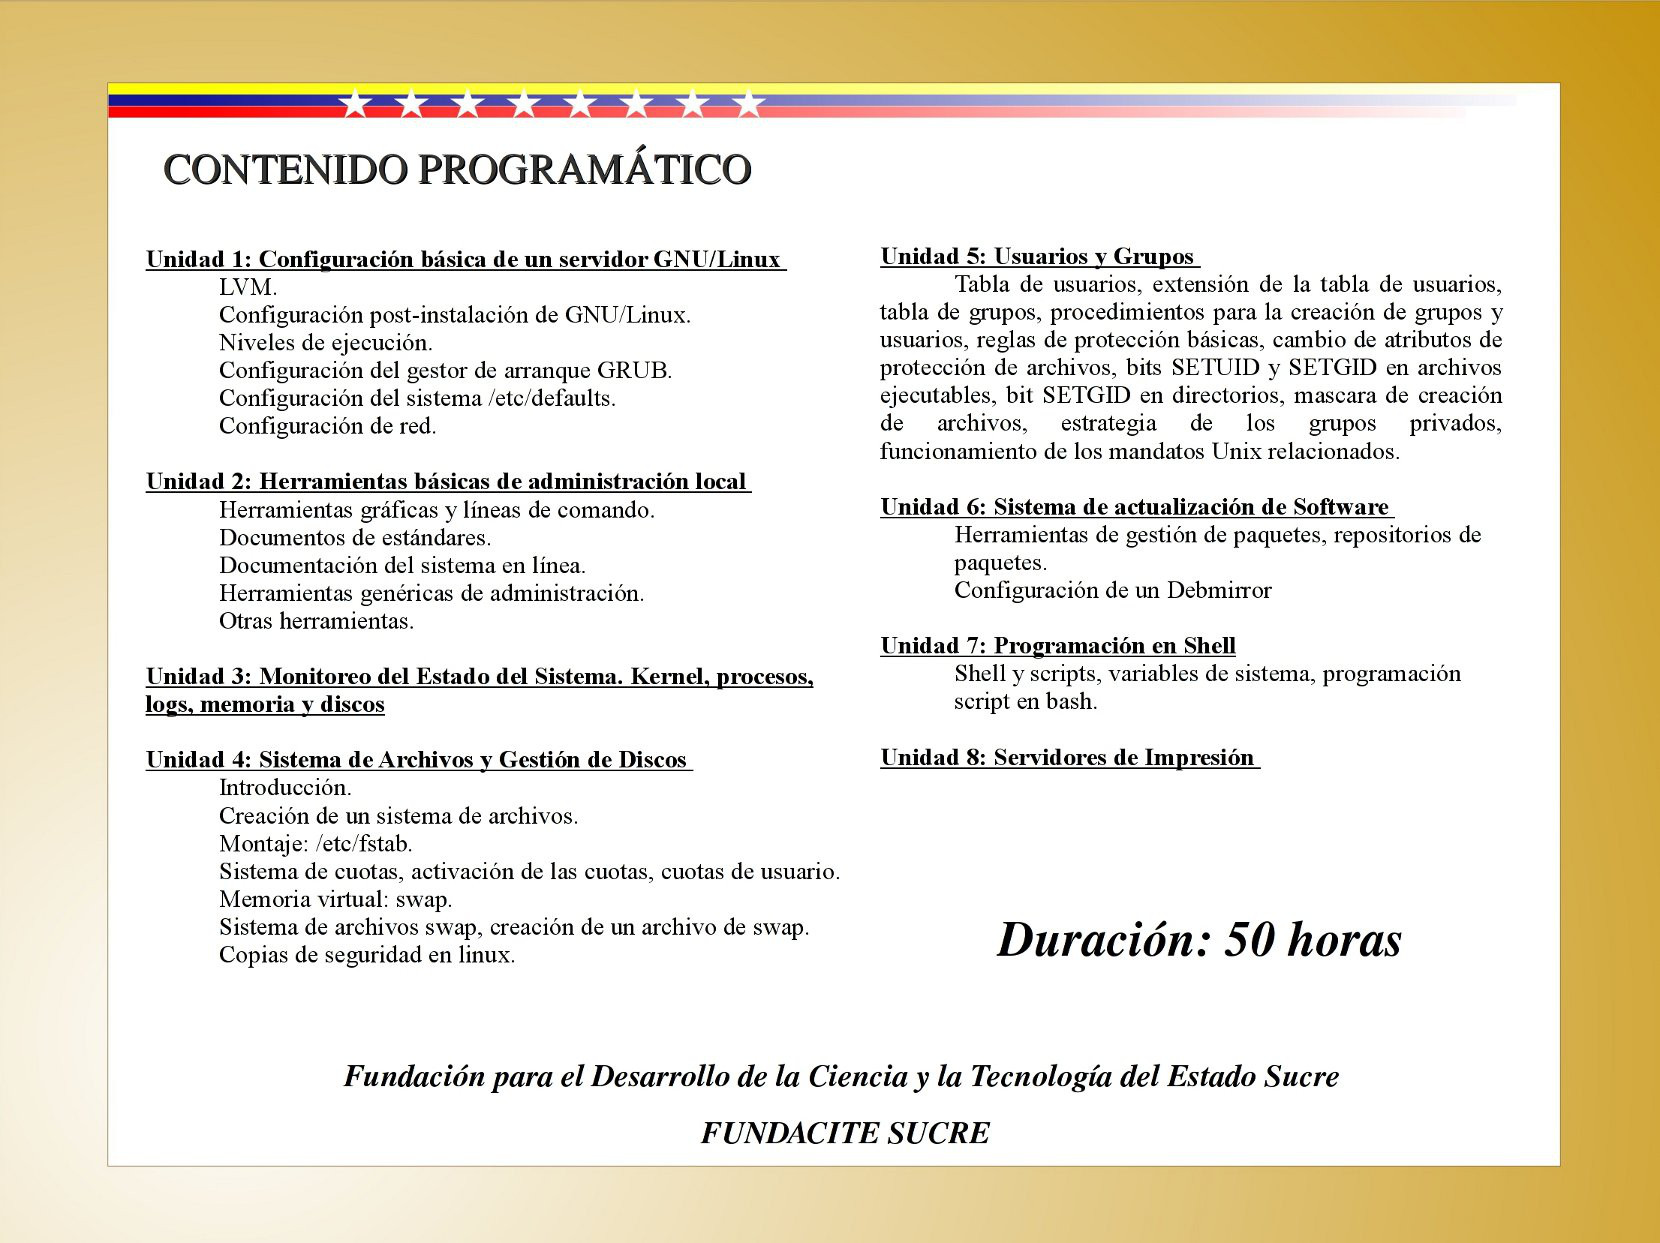 CONTENIDO PROGRAMÁTICO
Unidad 1: Configuración básica de un servidor GNU/Linux
LVM.
Configuración post-instalación de GNU/Linux.
Niveles de ejecución.
Configuración del gestor de arranque GRUB.
Configuración del sistema /etc/defaults.
Configuración de red.
Unidad 2: Herramientas básicas de administración local
Herramientas gráficas y líneas de comando.
Documentos de estándares.
Documentación del sistema en línea.
Herramientas genéricas de administración.
Otras herramientas.
Unidad 3: Monitoreo del Estado del Sistema. Kernel, procesos,
logs, memoria y discos
Unidad 4: Sistema de Archivos y Gestión de Discos
Introducción.
Creación de un sistema de archivos.
Montaje: /etc/fstab.
Sistema de cuotas, activación de las cuotas, cuotas de usuario.
Memoria virtual: swap.
Sistema de archivos swap, creación de un archivo de swap.
Copias de seguridad en linux.
Unidad 5: Usuarios y Grupos
Tabla de usuarios, extensión de la tabla de usuarios,
tabla de grupos, procedimientos para la creación de grupos y
usuarios, reglas de protección básicas, cambio de atributos de
protección de archivos, bits SETUID y SETGID en archivos
ejecutables, bit SETGID en directorios, mascara de creación
de archivos, estrategia de los grupos privados,
funcionamiento de los mandatos Unix relacionados.
Unidad 6: Sistema de actualización de Software
Herramientas de gestión de paquetes, repositorios de
paquetes.
Configuración de un Debmirror
Unidad 7: Programación en Shell
Shell y scripts, variables de sistema, programación
script en bash.
Unidad 8: Servidores de Impresión
Duración: 50 horas
Fundación para el Desarrollo de la Ciencia y la Tecnología del Estado Sucre
FUNDACITE SUCRE